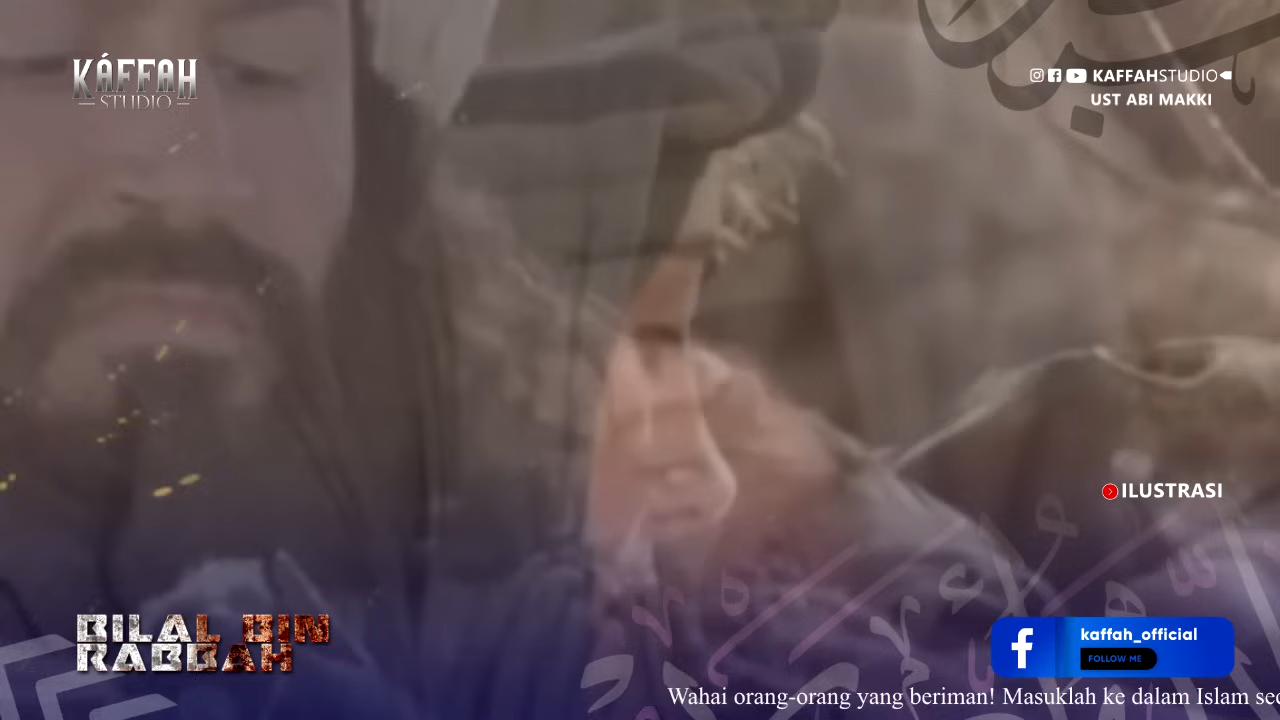 KÁFFAH
STUDIO
KAFFAHSTUDIO
UST ABI MAKKI
ILUSTRASI
BILAL BIN
RABBAH
kaffah_official
FOLLOW ME
Wahai orang-orang yang beriman! Masuklah ke dalam Islam sec